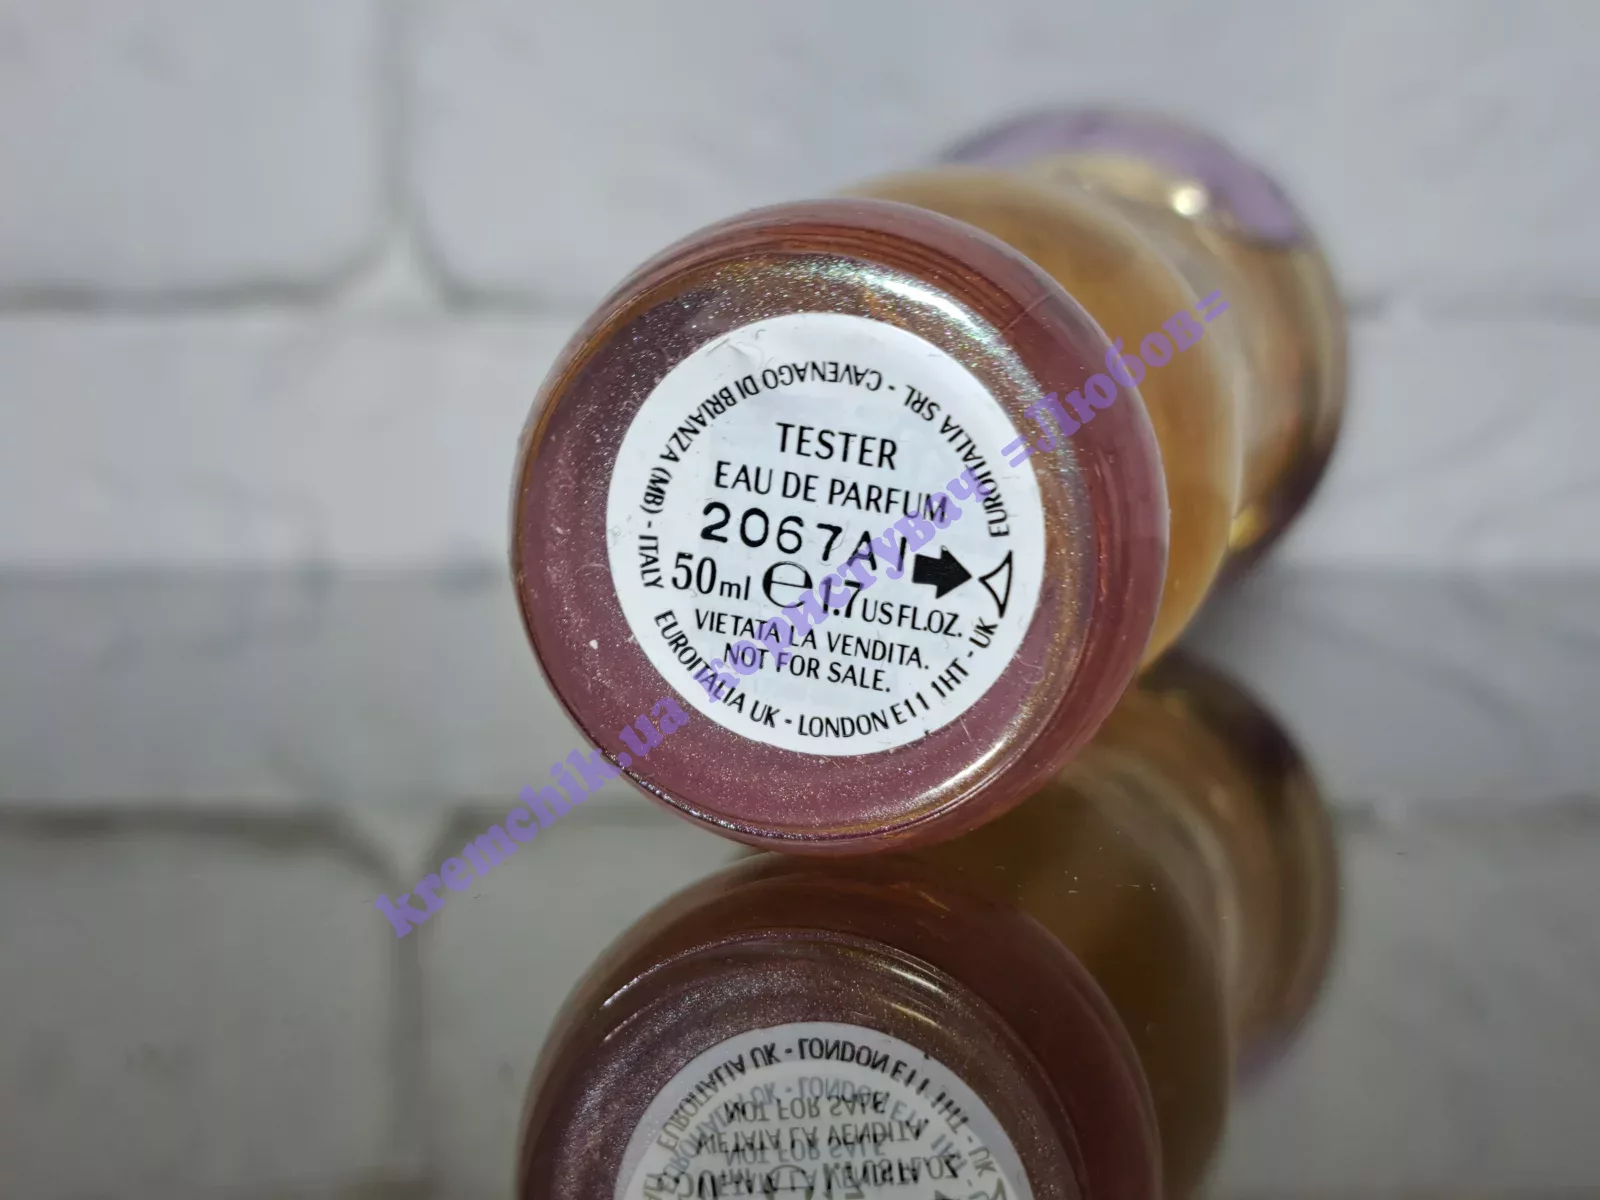 TESTER
EAU DE PARFUM
2067A1
50ml e 1.7 US FL.OZ.
VIETATA LA VENDITA.
NOT FOR SALE.
EUROITALIA SRL - CAVENAGO DI BRIANZA (MB) - ITALY
EUROITALIA UK - LONDON E11 1HT - UK
kremchik.ua користувач =Любов=